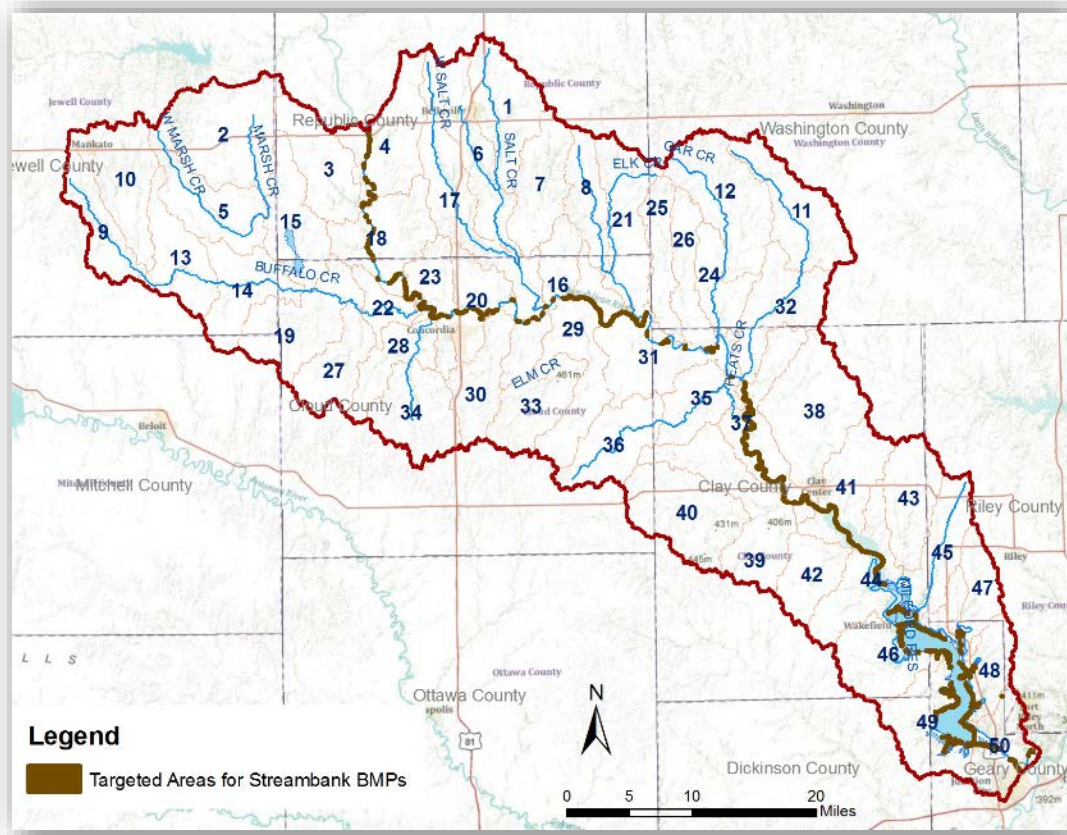 Jewell County
Mankato
ewell County
Republic County
Belleville
Republic County
Washington
Washington County
Washington County
W MARSH CR
MARSH CR
W SALT CR
SALT CR
ELK CR
CAR CR
1
2
3
4
5
6
7
8
9
10
11
12
13
14
15
16
17
18
19
20
21
22
23
24
25
26
27
28
29
30
31
32
33
34
35
36
37
38
39
40
41
42
43
44
45
46
47
48
49
50
BUFFALO CR
Concordia
ELM CR
461m
PEATS CR
Cloud County
Beloit
Mitchell County
Clay County
Clay
Center
431m
406m
445m
Riley County
Riley
Riley Coun
Wakefield
L L S
Ottawa County
Ottawa County
apolis
81
411m
Dickinson County
Geary County
392m
N
Legend
Targeted Areas for Streambank BMPs
0 5 10 20
Miles